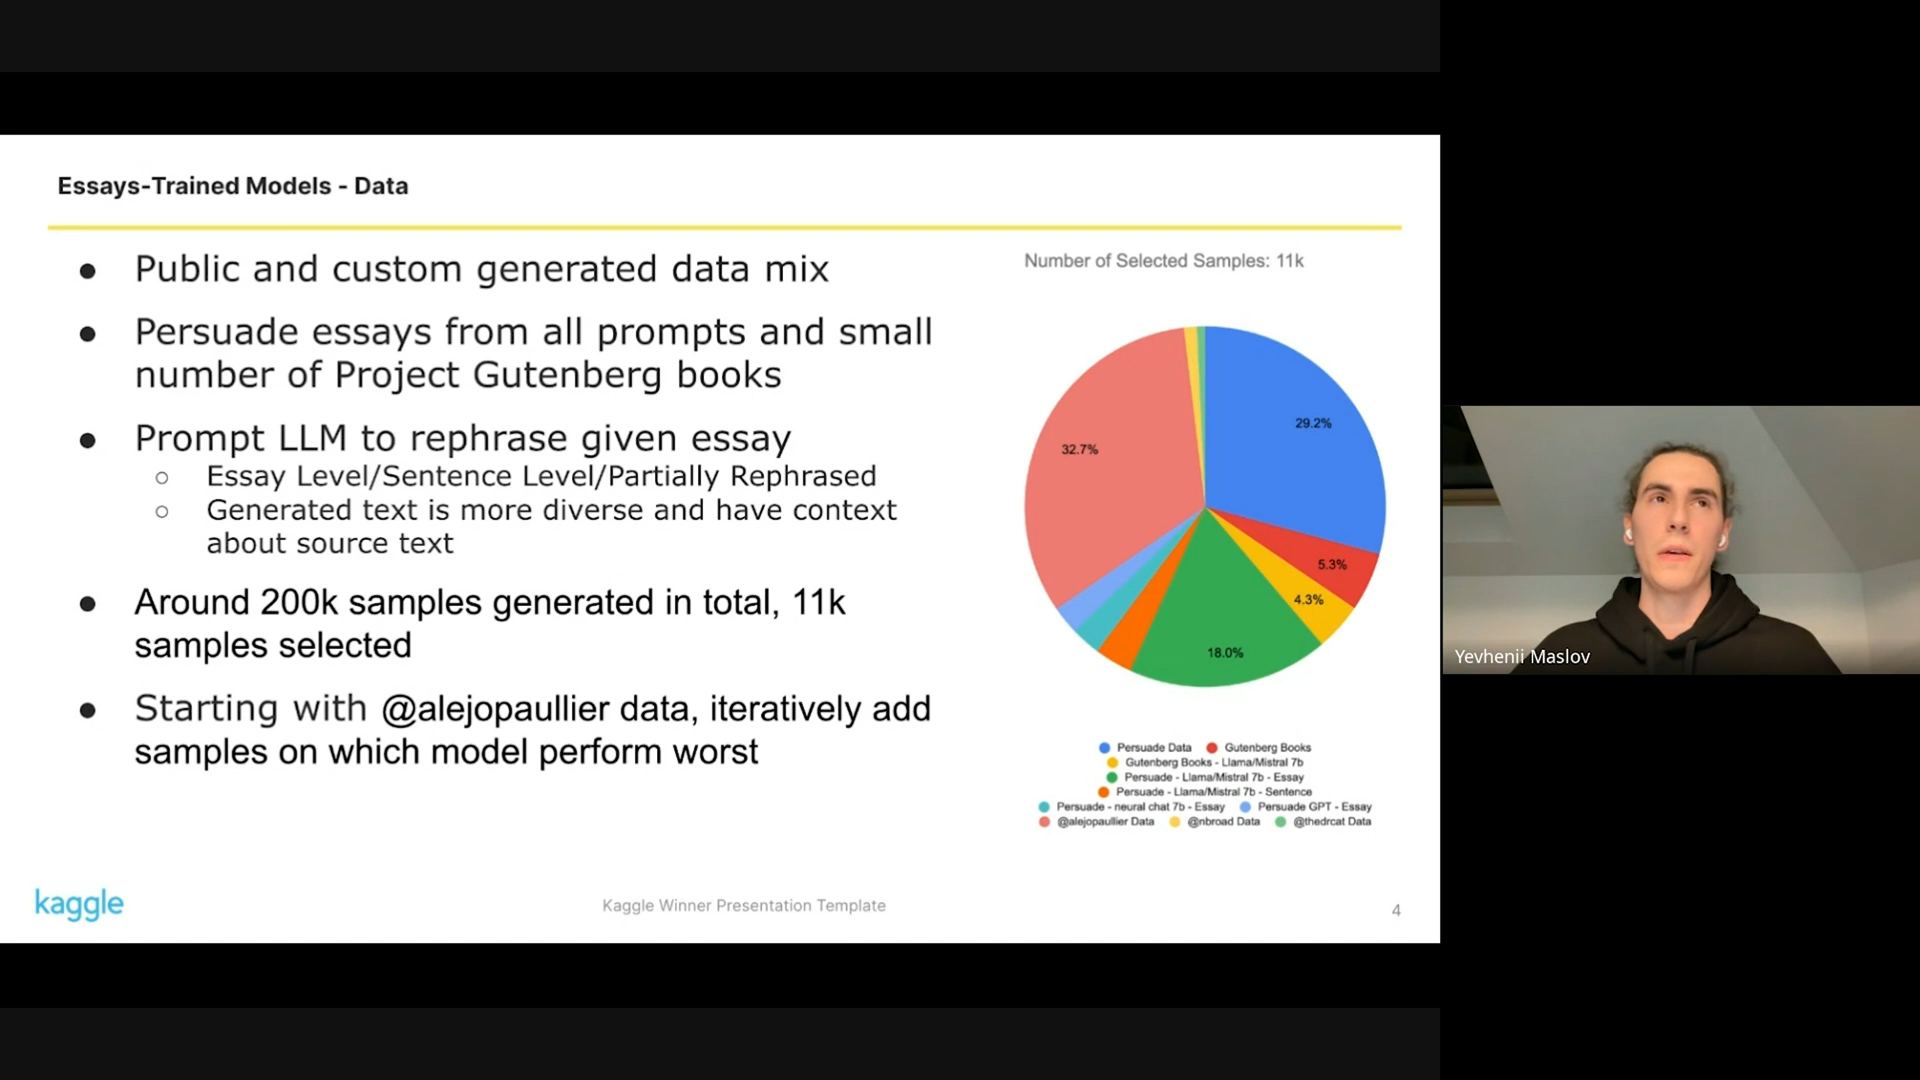 Essays-Trained Models - Data
● Public and custom generated data mix
● Persuade essays from all prompts and small
number of Project Gutenberg books
● Prompt LLM to rephrase given essay
○ Essay Level/Sentence Level/Partially Rephrased
○ Generated text is more diverse and have context
about source text
● Around 200k samples generated in total, 11k
samples selected
● Starting with @alejopaullier data, iteratively add
samples on which model perform worst
Number of Selected Samples: 11k
29.2%
32.7%
5.3%
4.3%
18.0%
Persuade Data Gutenberg Books
Gutenberg Books - Llama/Mistral 7b
Persuade - Llama/Mistral 7b - Essay
Persuade - Llama/Mistral 7b - Sentence
Persuade - neural chat 7b - Essay Persuade GPT - Essay
@alejopaullier Data @nbroad Data @thedrcat Data
kaggle
Kaggle Winner Presentation Template
4
Yevhenii Maslov